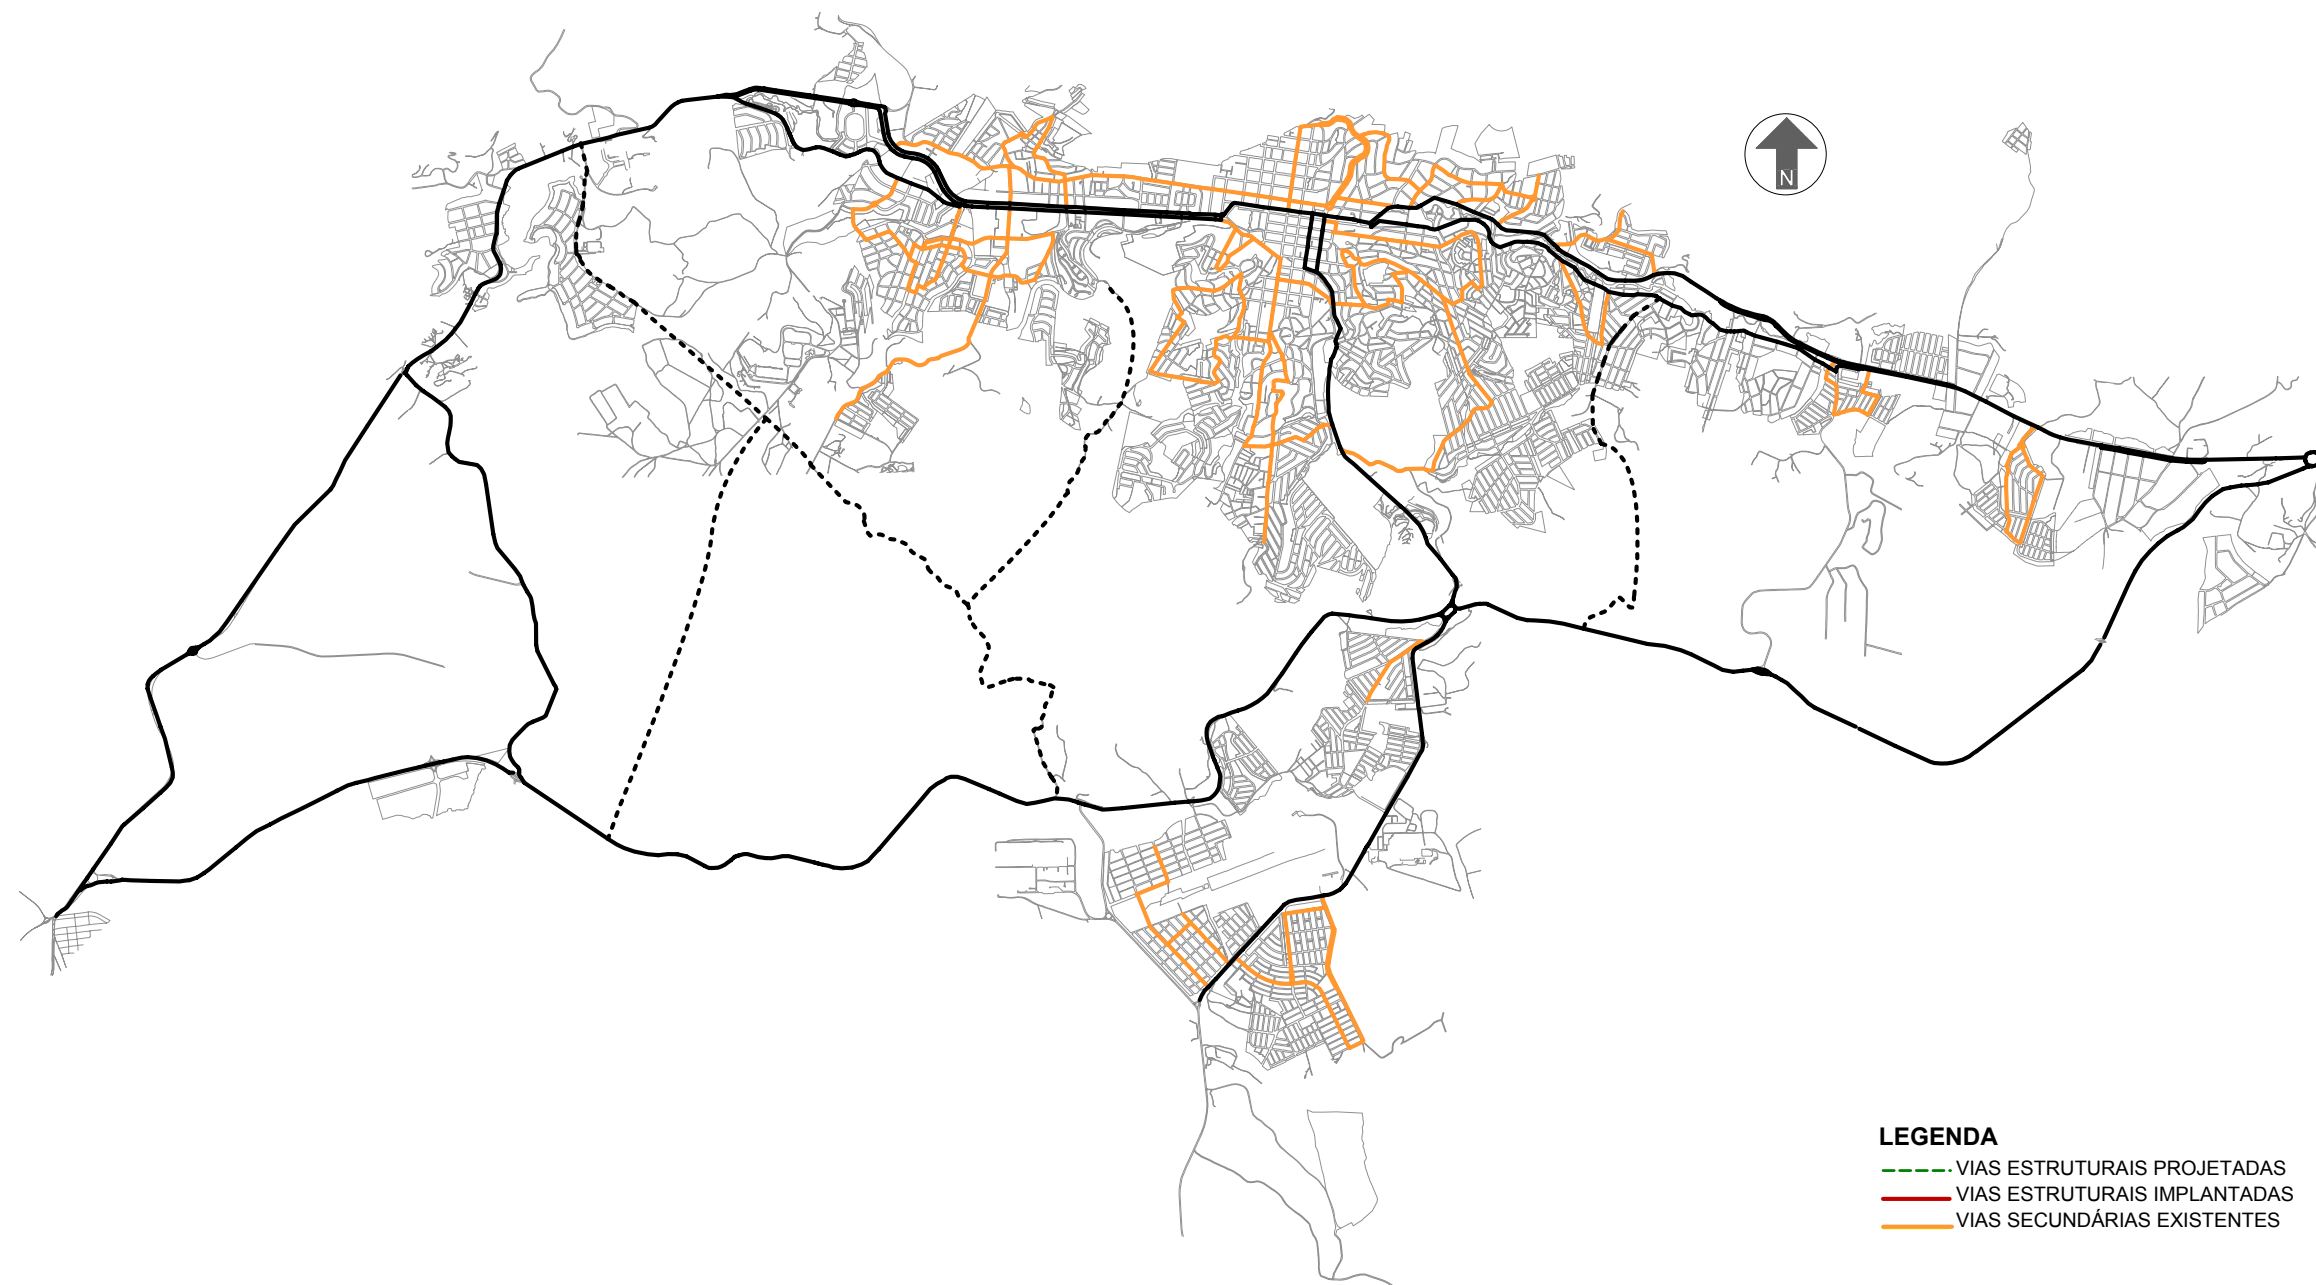 N
LEGENDA
VIAS ESTRUTURAIS PROJETADAS
VIAS ESTRUTURAIS IMPLANTADAS
VIAS SECUNDÁRIAS EXISTENTES